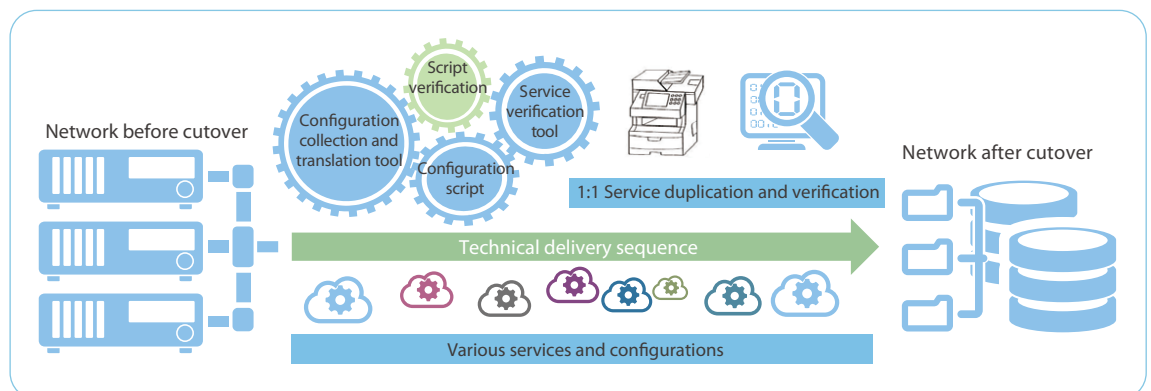 Network before cutover
Configuration
collection and
translation tool
Script
verification
Configuration
script
Service
verification
tool
1:1 Service duplication and verification
Technical delivery sequence
Various services and configurations
Network after cutover